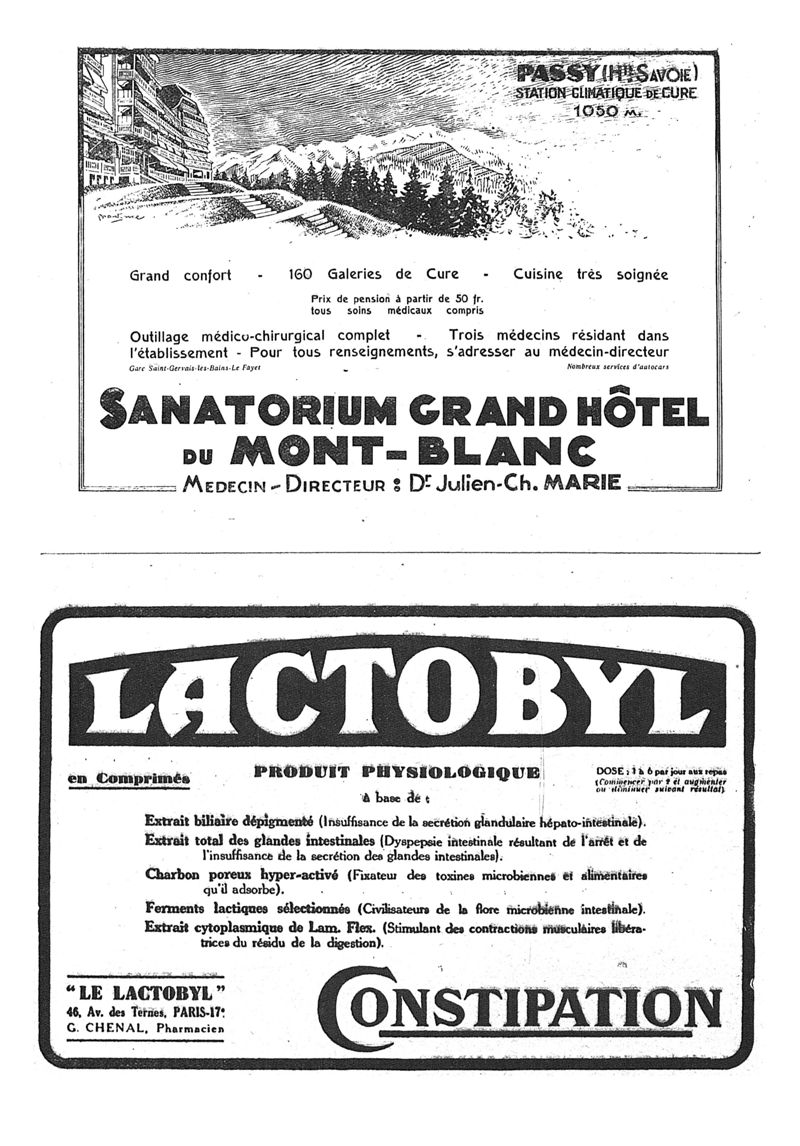 PASSY (Hte SAVOIE)
STATION CLIMATIQUE DE CURE
1050 M.
Grand confort - 160 Galeries de Cure - Cuisine très soignée
Prix de pension à partir de 50 fr.
tous soins médicaux compris
Outillage médico-chirurgical complet - Trois médecins résidant dans
l'établissement - Pour tous renseignements, s'adresser au médecin-directeur
Gare Saint-Gervais-les-Bains-Le Fayet Nombreux services d'autocars
SANATORIUM GRAND HÔTEL
DU MONT-BLANC
MEDECIN-DIRECTEUR : Dr Julien-Ch. MARIE
LACTOBYL
en Comprimés
PRODUIT PHYSIOLOGIQUE
à base de :
DOSE : 1 à 6 par jour aux repas
(Commencer par 2 et augmenter
ou diminuer suivant résultat).
Extrait biliaire dépigmenté (Insuffisance de la secrétion glandulaire hépato-intestinale).
Extrait total des glandes intestinales (Dyspepsie intestinale résultant de l'arrêt et de
l'insuffisance de la secrétion des glandes intestinales).
Charbon poreux hyper-activé (Fixateur des toxines microbiennes et alimentaires
qu'il adsorbe).
Ferments lactiques sélectionnés (Civilisateurs de la flore microbienne intestinale).
Extrait cytoplasmique de Lam. Flex. (Stimulant des contractions musculaires libéra-
trices du résidu de la digestion).
"LE LACTOBYL"
46, Av. des Ternes, PARIS-17e
G. CHENAL, Pharmacien
CONSTIPATION